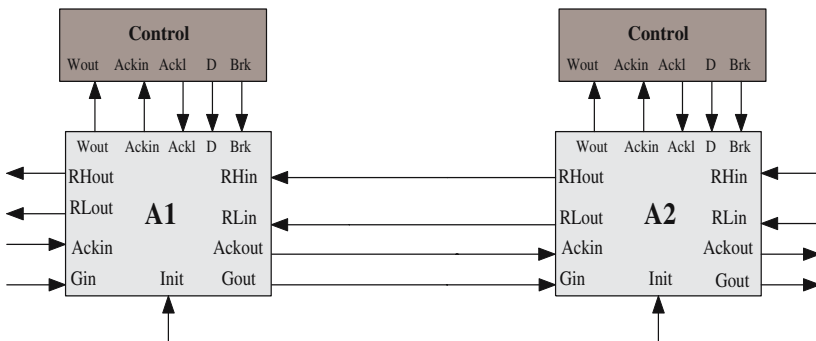 Control
Wout Ackin Ackl D Brk
Control
Wout Ackin Ackl D Brk
Wout Ackin Ackl D Brk
RHout RHin
RLout RLin
A1
Ackin Ackout
Gin Init Gout
Wout Ackin Ackl D Brk
RHout RHin
RLout RLin
A2
Ackin Ackout
Gin Init Gout